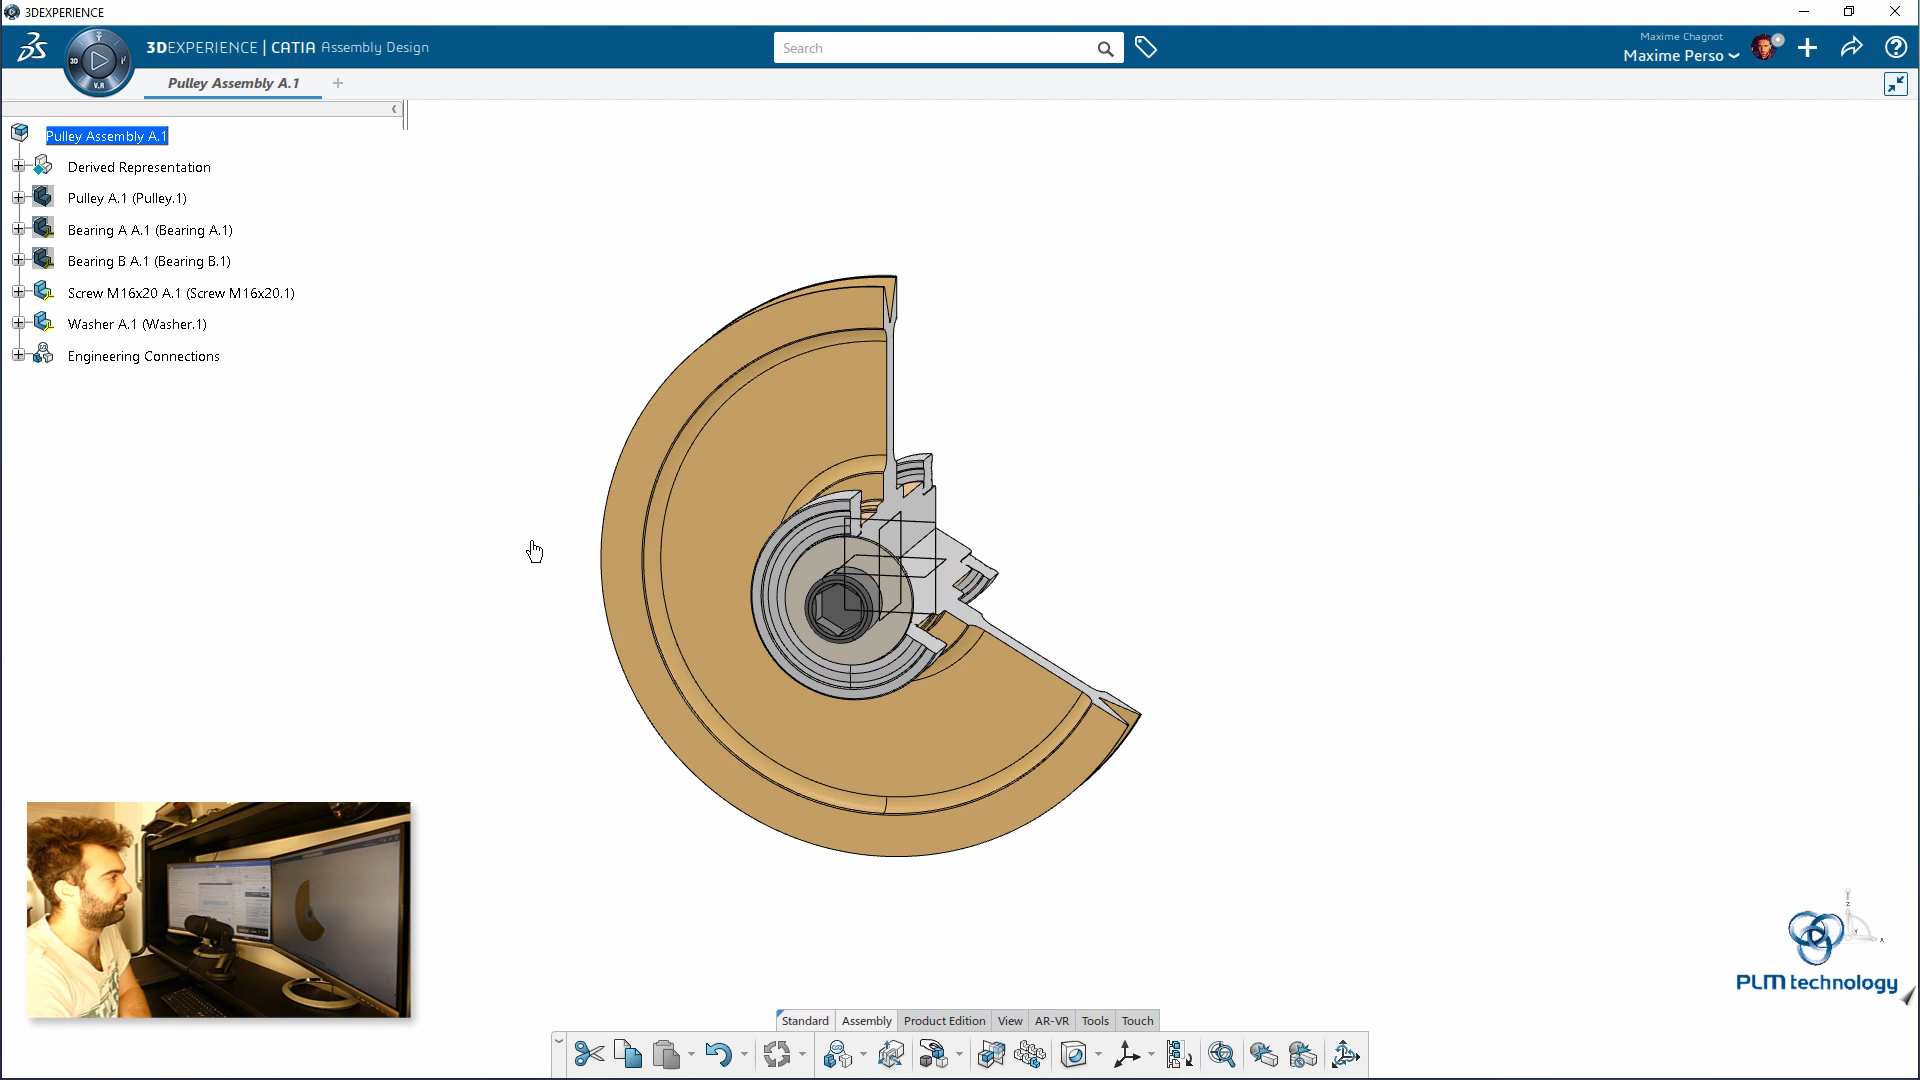 3DEXPERIENCE
3DEXPERIENCE | CATIA Assembly Design
Search
Maxime Chagnot
Maxime Perso
3D
V.R
Pulley Assembly A.1
Pulley Assembly A.1
Derived Representation
Pulley A.1 (Pulley.1)
Bearing A A.1 (Bearing A.1)
Bearing B A.1 (Bearing B.1)
Screw M16x20 A.1 (Screw M16x20.1)
Washer A.1 (Washer.1)
Engineering Connections
PLM technology
Standard
Assembly
Product Edition
View
AR-VR
Tools
Touch